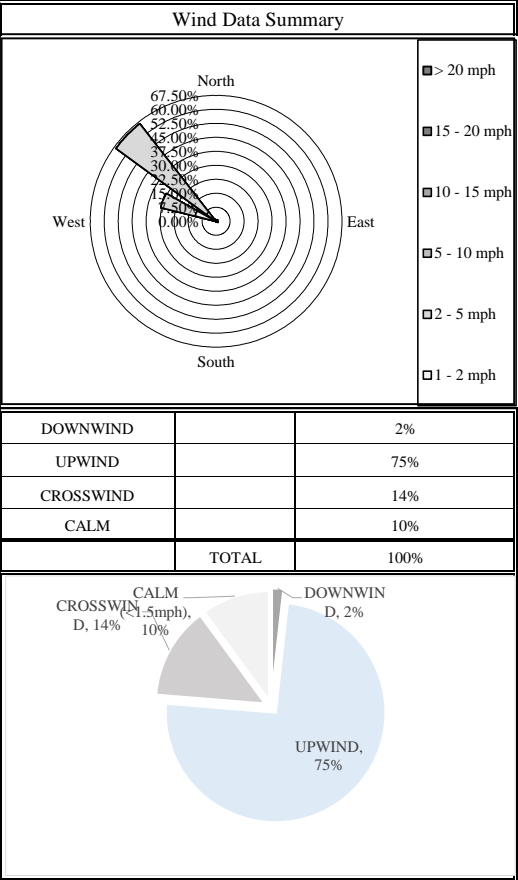 Wind Data Summary
North
67.50%
60.00%
52.50%
45.00%
37.50%
30.00%
22.50%
15.00%
7.50%
0.00%
West
East
South
> 20 mph
15 - 20 mph
10 - 15 mph
5 - 10 mph
2 - 5 mph
1 - 2 mph
DOWNWIND 2%
UPWIND 75%
CROSSWIND 14%
CALM 10%
TOTAL 100%
CALM
(<1.5mph),
10%
CROSSWIN
D, 14%
DOWNWIN
D, 2%
UPWIND,
75%